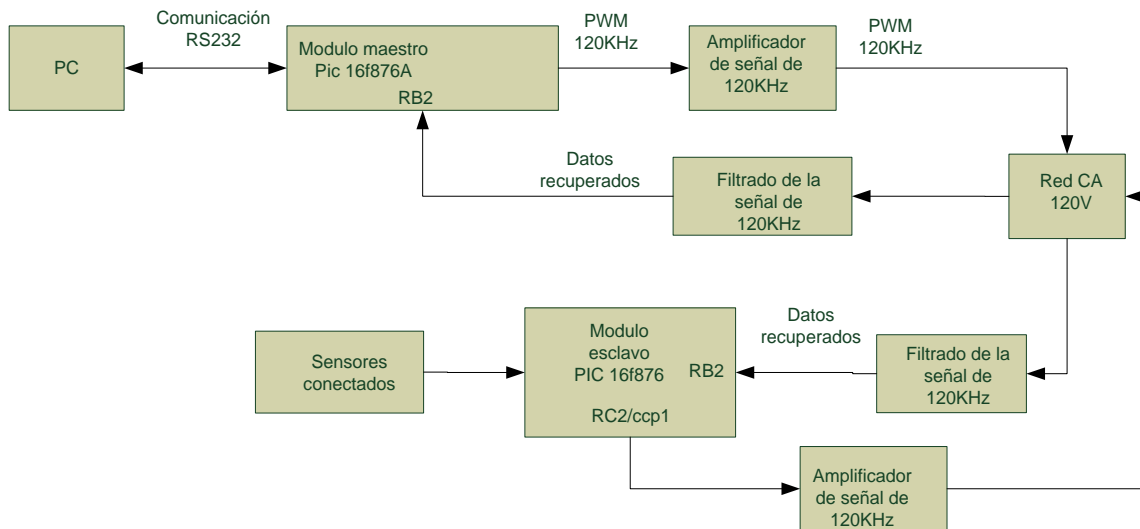 Comunicación
RS232
PC
Modulo maestro
Pic 16f876A
RB2
PWM
120KHz
Amplificador
de señal de
120KHz
PWM
120KHz
Datos
recuperados
Filtrado de la
señal de
120KHz
Red CA
120V
Sensores
conectados
Modulo
esclavo
PIC 16f876
RB2
RC2/ccp1
Datos
recuperados
Filtrado de la
señal de
120KHz
Amplificador
de señal de
120KHz